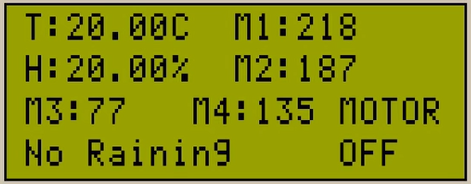 T:20.00C  M1:218
H:20.00%  M2:187
M3:77   M4:135 MOTOR
No Raining     OFF